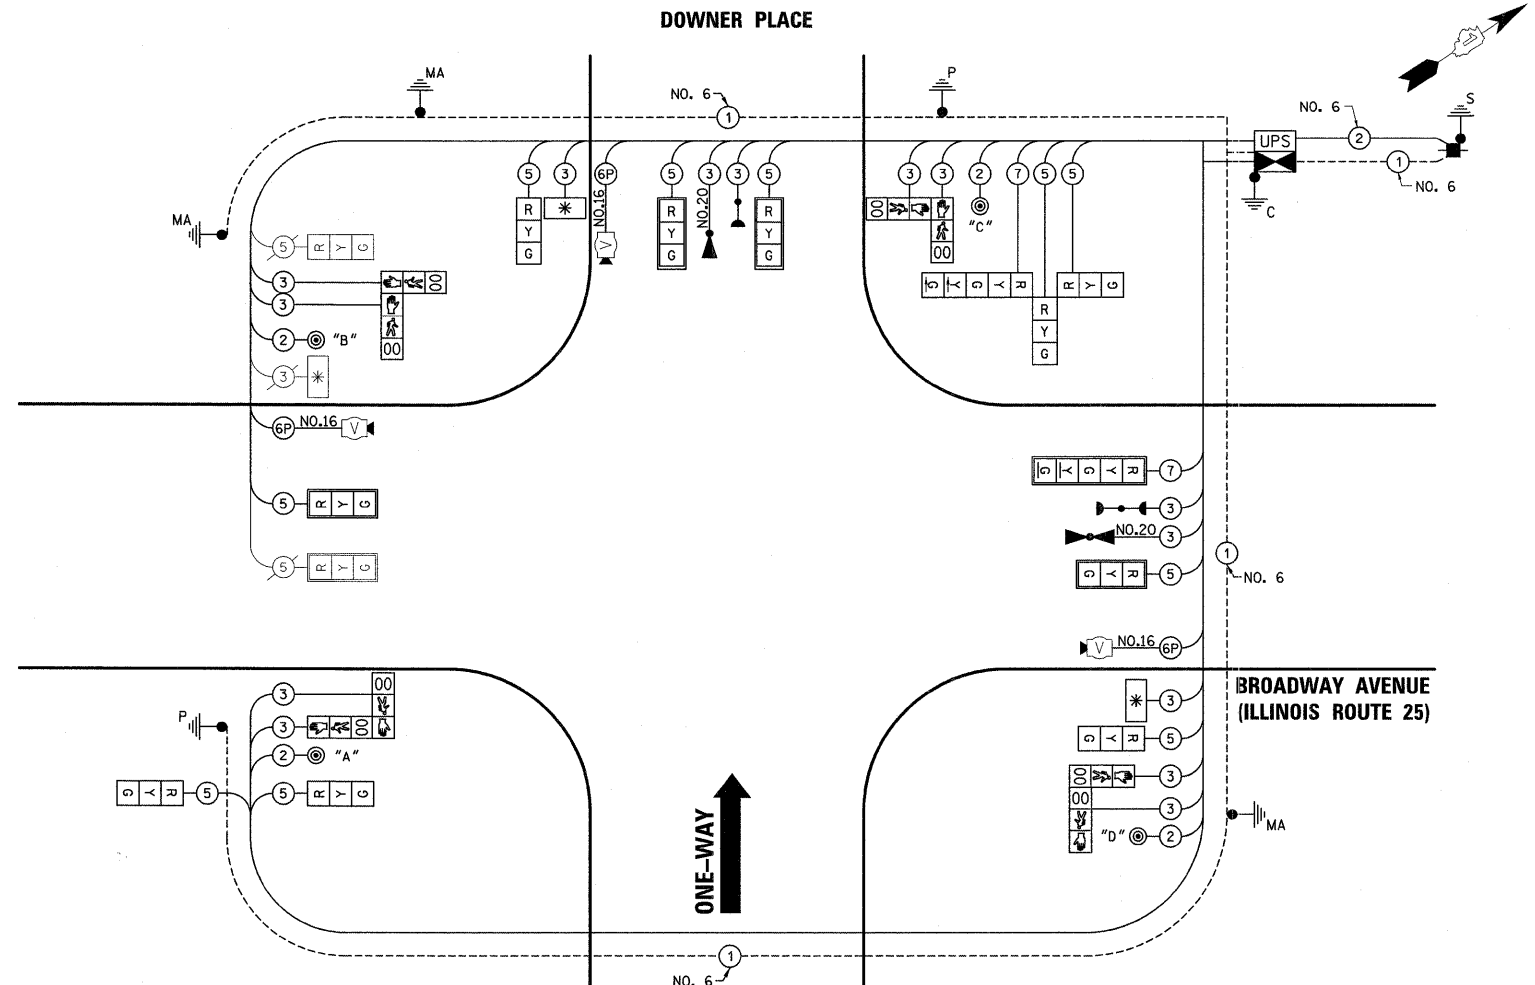 DOWNER PLACE
MA
NO. 6
1
P
S
NO. 6
2
UPS
1
NO. 6
C
5
3
6P
5
3
3
5
3
3
2
7
5
5
R
Y
G
NO.16
V
R
Y
G
NO.20
R
Y
G
00
00
"C"
G Y G Y R
R Y G
R
Y
G
MA
5 R Y G
3 00
3
00
2 "B"
3
6P NO.16 V
5 R Y G
5 R Y G
G Y G Y R 7
3
NO.20 3
G Y R 5
1
NO. 6
V NO.16 6P
BROADWAY AVENUE
(ILLINOIS ROUTE 25)
3 00
P
3 00
2 "A"
G Y R 5
5 R Y G
3
G Y R 5
00 3
00 3
"D" 2
MA
ONE-WAY
1
NO. 6